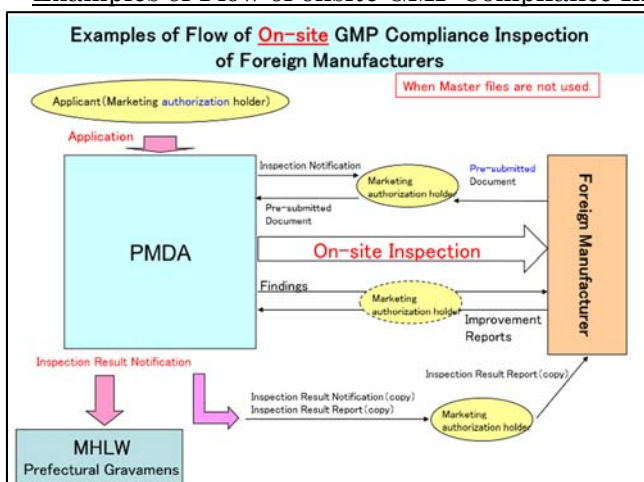 Examples of Flow of On-site GMP Compliance Inspection
of Foreign Manufacturers
When Master files are not used.
Applicant(Marketing authorization holder)
Application
PMDA
Inspection Notification
Marketing
authorization holder
Pre-submitted
Document
Pre-submitted
Document
Foreign Manufacturer
On-site Inspection
Findings
Marketing
authorization holder
Improvement
Reports
Inspection Result Notification
Inspection Result Report(copy)
Inspection Result Notification(copy)
Inspection Result Report(copy)
Marketing
authorization holder
MHLW
Prefectural Gravamens